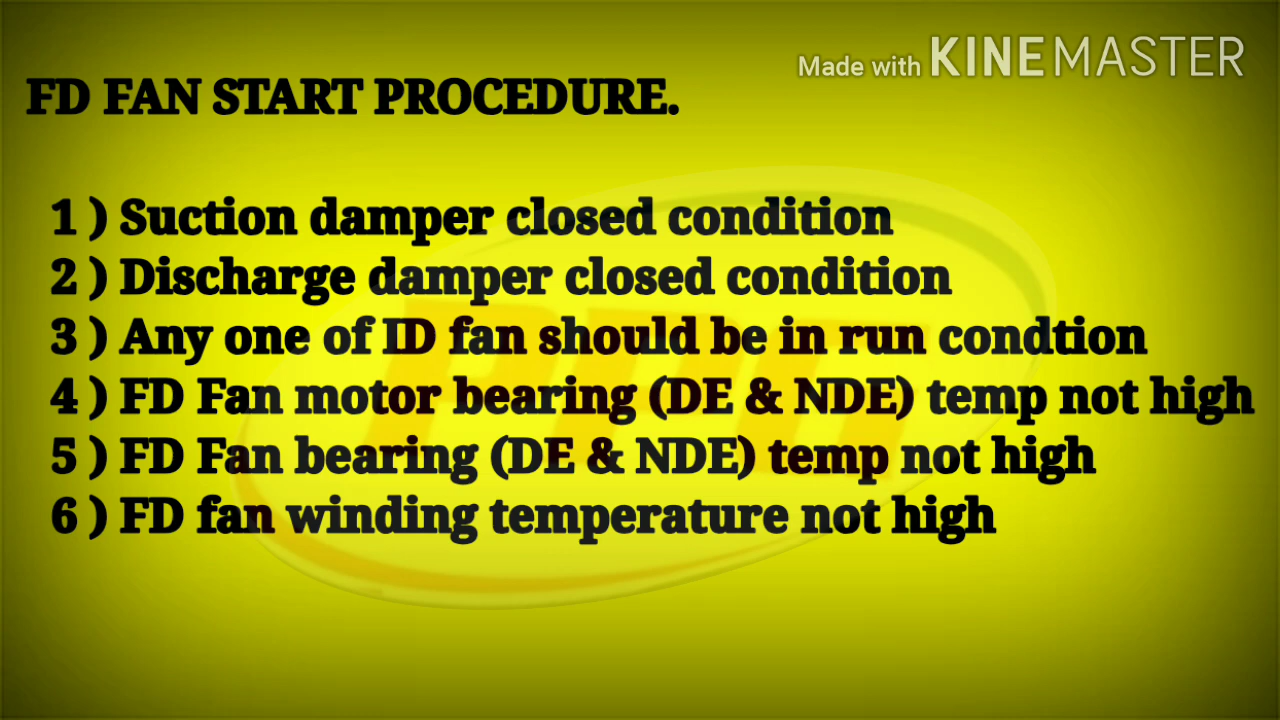 Made with KINEMASTER
FD FAN START PROCEDURE.
1 ) Suction damper closed condition
2 ) Discharge damper closed condition
3 ) Any one of ID fan should be in run condtion
4 ) FD Fan motor bearing (DE & NDE) temp not high
5 ) FD Fan bearing (DE & NDE) temp not high
6 ) FD fan winding temperature not high